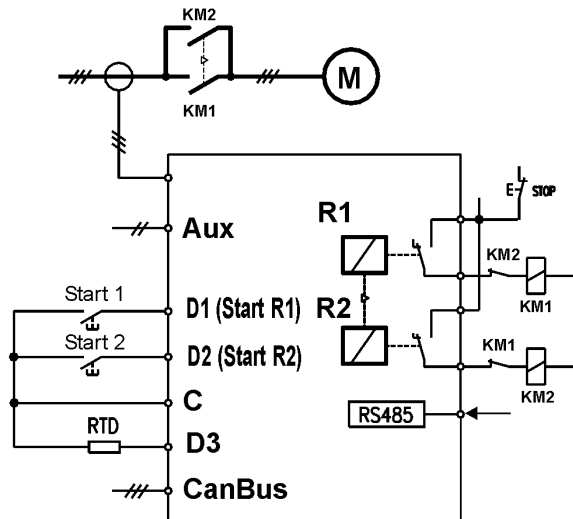 KM2
M
KM1
R1
E
STOP
Aux
KM2
Start 1
D1 (Start R1)
R2
KM1
Start 2
D2 (Start R2)
KM1
C
KM2
RTD
RS485
D3
CanBus